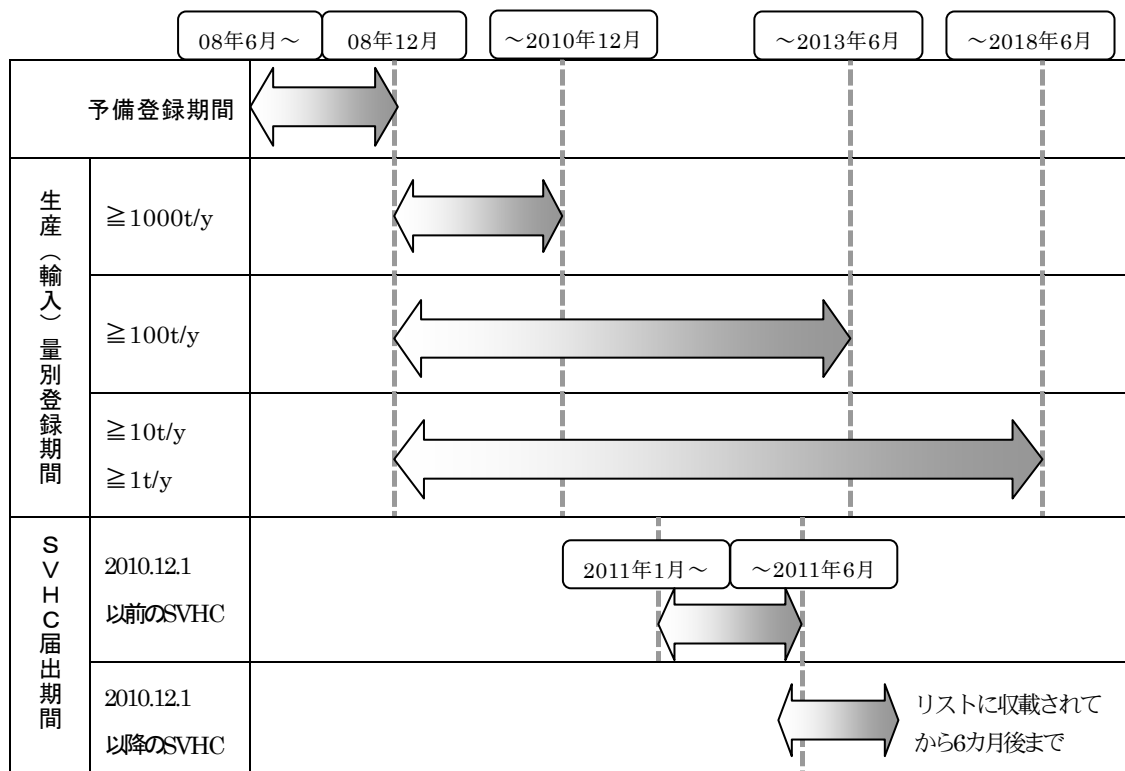 08年6月～
08年12月
～2010年12月
～2013年6月
～2018年6月
予備登録期間
生産（輸入）量別登録期間
≧1000t/y
≧100t/y
≧10t/y
≧1t/y
SVHC届出期間
2010.12.1
以前のSVHC
2011年1月～
～2011年6月
2010.12.1
以降のSVHC
リストに収載されて
から6カ月後まで